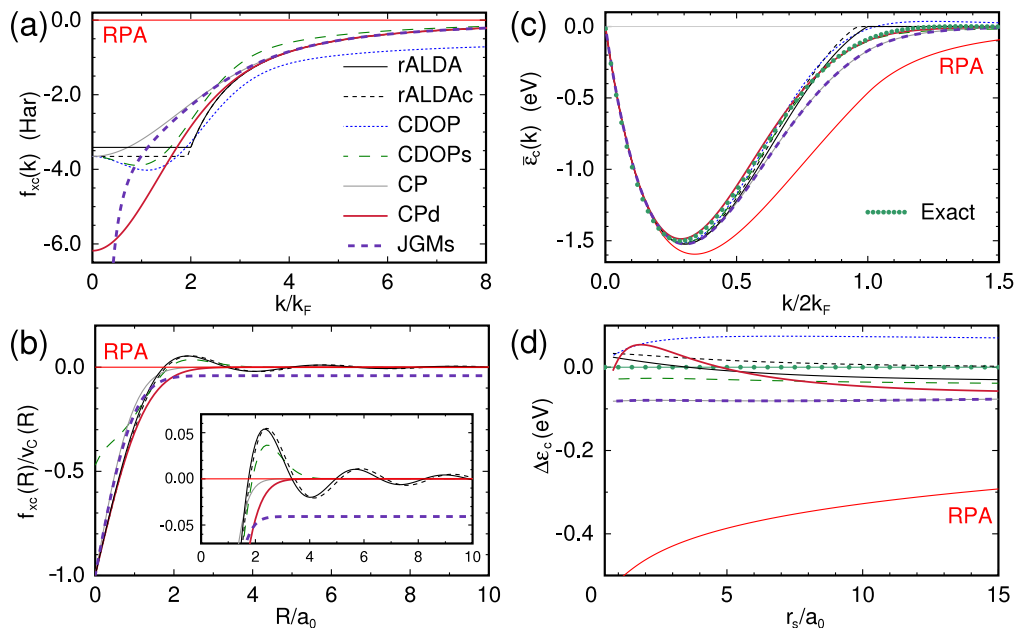 (a)
0.0
-2.0
-4.0
-6.0
f_xc(k) (Har)
RPA
rALDA
rALDAc
CDOP
CDOPs
CP
CPd
JGMs
0 2 4 6 8
k/k_F
(c)
0.0
-0.5
-1.0
-1.5
ε̄_c(k) (eV)
RPA
Exact
0.0 0.5 1.0 1.5
k/2k_F
(b)
RPA
0.0
-0.5
-1.0
f_xc(R)/v_C(R)
0.05
0.00
-0.05
0 2 4 6 8 10
0 2 4 6 8 10
R/a_0
(d)
0.0
-0.2
-0.4
Δε_c(eV)
RPA
0 5 10 15
r_s/a_0